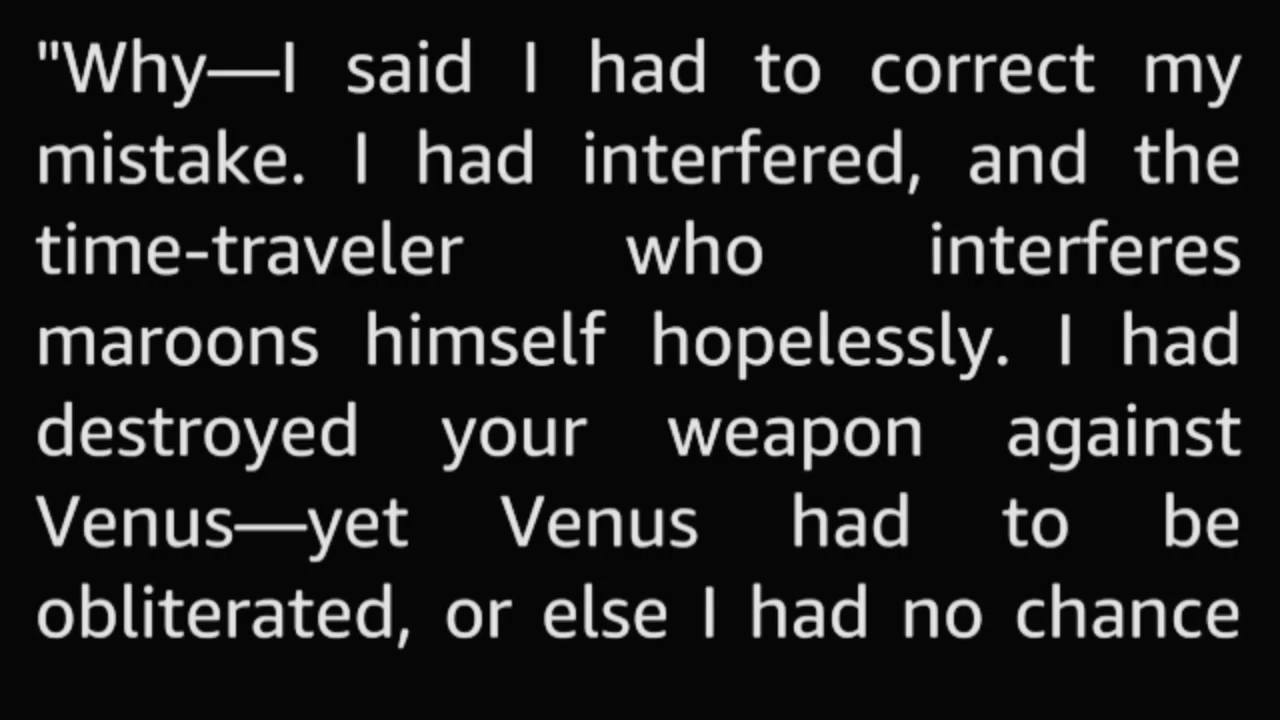 "Why—I said I had to correct my
mistake. I had interfered, and the
time-traveler who interferes
maroons himself hopelessly. I had
destroyed your weapon against
Venus—yet Venus had to be
obliterated, or else I had no chance